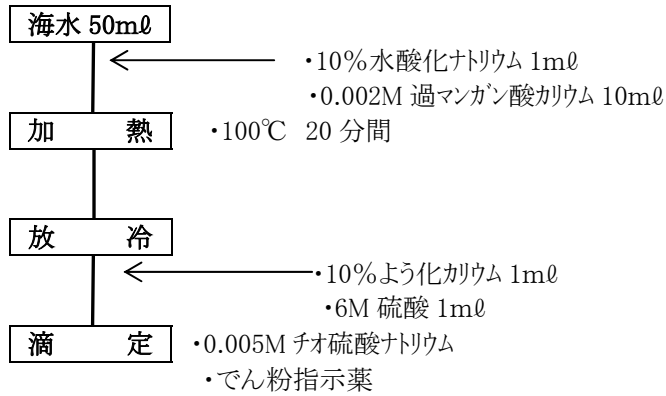 海水 50mℓ
・10％水酸化ナトリウム 1mℓ
・0.002M 過マンガン酸カリウム 10mℓ
加　　熱　・100℃ 20 分間
放　　冷
・10％よう化カリウム 1mℓ
・6M 硫酸 1mℓ
滴　　定　・0.005M チオ硫酸ナトリウム
・でん粉指示薬